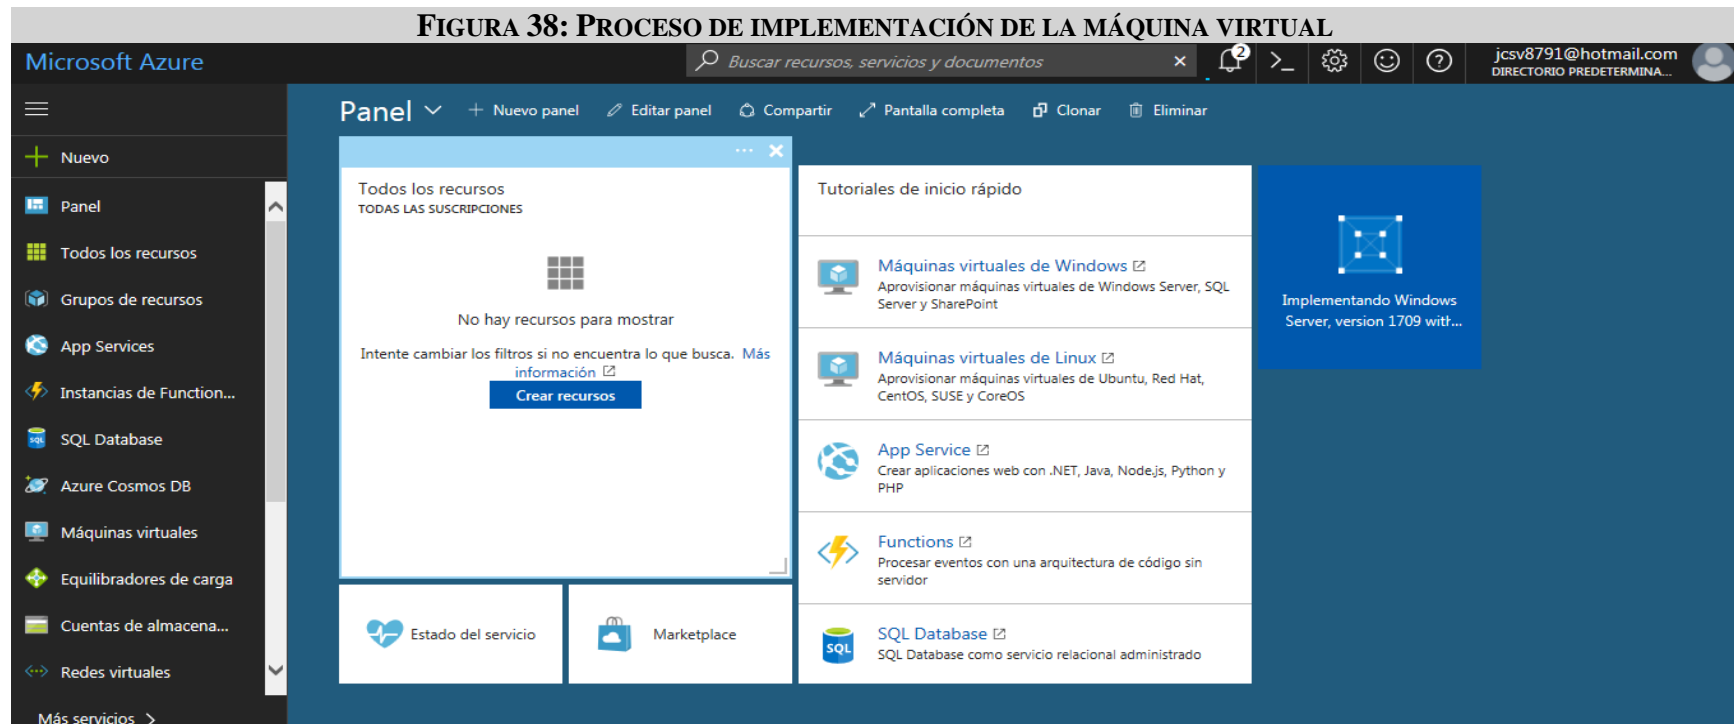 FIGURA 38: PROCESO DE IMPLEMENTACIÓN DE LA MÁQUINA VIRTUAL
Microsoft Azure
Buscar recursos, servicios y documentos
2
jcsv8791@hotmail.com
DIRECTORIO PREDETERMINA...
Panel
Nuevo panel
Editar panel
Compartir
Pantalla completa
Clonar
Eliminar
Nuevo
Panel
Todos los recursos
Grupos de recursos
App Services
Instancias de Function...
SQL Database
Azure Cosmos DB
Máquinas virtuales
Equilibradores de carga
Cuentas de almacena...
Redes virtuales
Más servicios >
Todos los recursos
TODAS LAS SUSCRIPCIONES
No hay recursos para mostrar
Intente cambiar los filtros si no encuentra lo que busca. Más
información
Crear recursos
Estado del servicio
Marketplace
Tutoriales de inicio rápido
Máquinas virtuales de Windows
Aprovisionar máquinas virtuales de Windows Server, SQL
Server y SharePoint
Máquinas virtuales de Linux
Aprovisionar máquinas virtuales de Ubuntu, Red Hat,
CentOS, SUSE y CoreOS
App Service
Crear aplicaciones web con .NET, Java, Node.js, Python y
PHP
Functions
Procesar eventos con una arquitectura de código sin
servidor
SQL
SQL Database
SQL Database como servicio relacional administrado
Implementando Windows
Server, version 1709 with...